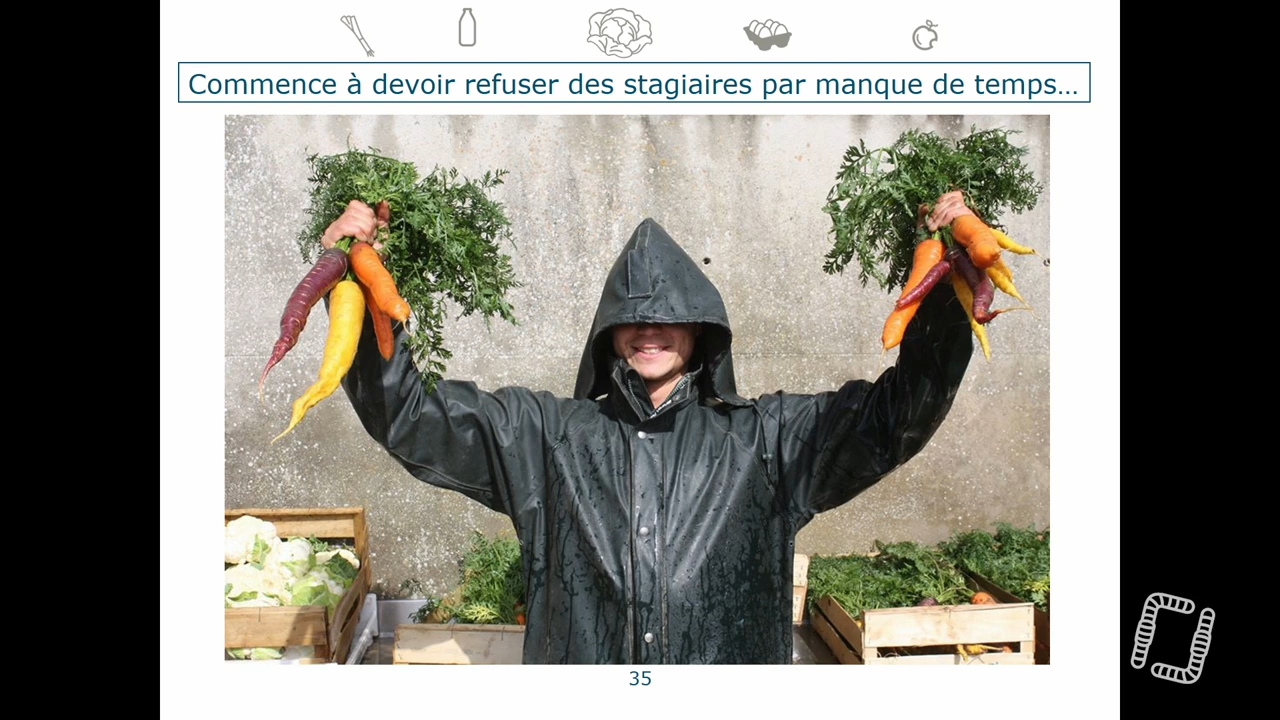 Commence à devoir refuser des stagiaires par manque de temps…
35